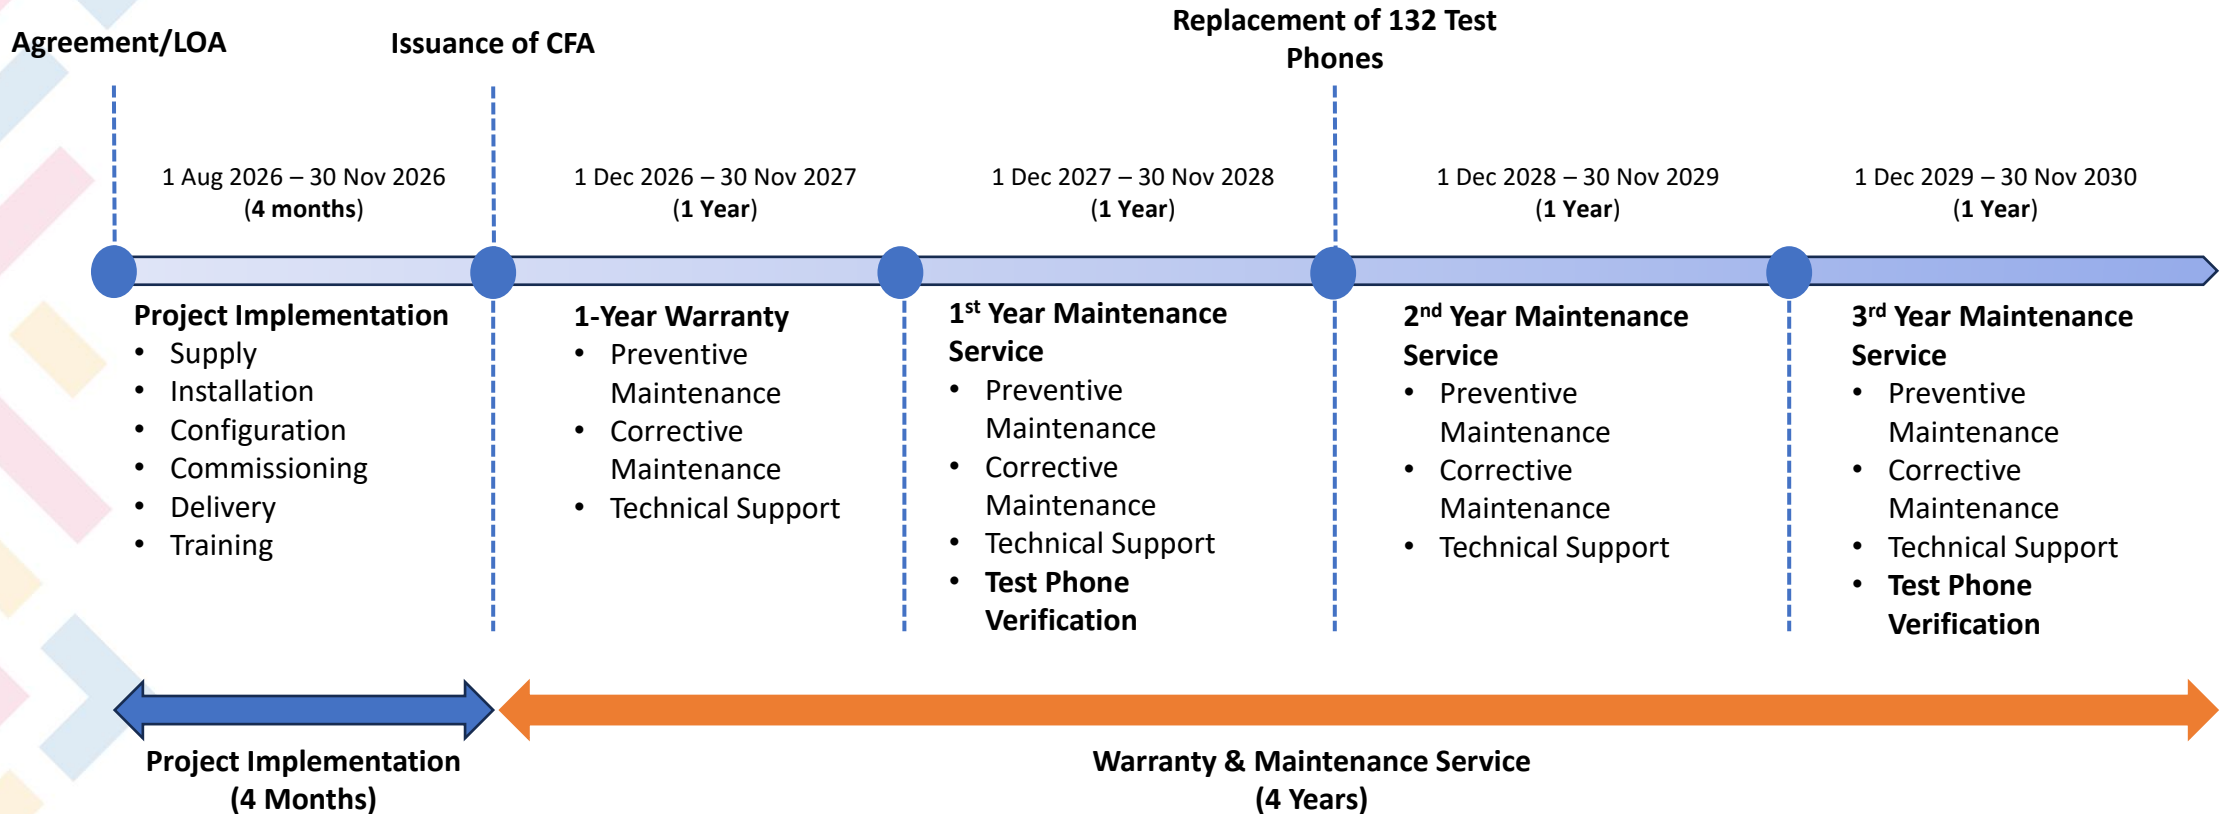 Agreement/LOA
Issuance of CFA
Replacement of 132 Test
Phones
1 Aug 2026 – 30 Nov 2026
(4 months)
1 Dec 2026 – 30 Nov 2027
(1 Year)
1 Dec 2027 – 30 Nov 2028
(1 Year)
1 Dec 2028 – 30 Nov 2029
(1 Year)
1 Dec 2029 – 30 Nov 2030
(1 Year)
Project Implementation
• Supply
• Installation
• Configuration
• Commissioning
• Delivery
• Training
1-Year Warranty
• Preventive
Maintenance
• Corrective
Maintenance
• Technical Support
1st Year Maintenance
Service
• Preventive
Maintenance
• Corrective
Maintenance
• Technical Support
• Test Phone
Verification
2nd Year Maintenance
Service
• Preventive
Maintenance
• Corrective
Maintenance
• Technical Support
3rd Year Maintenance
Service
• Preventive
Maintenance
• Corrective
Maintenance
• Technical Support
• Test Phone
Verification
Project Implementation
(4 Months)
Warranty & Maintenance Service
(4 Years)